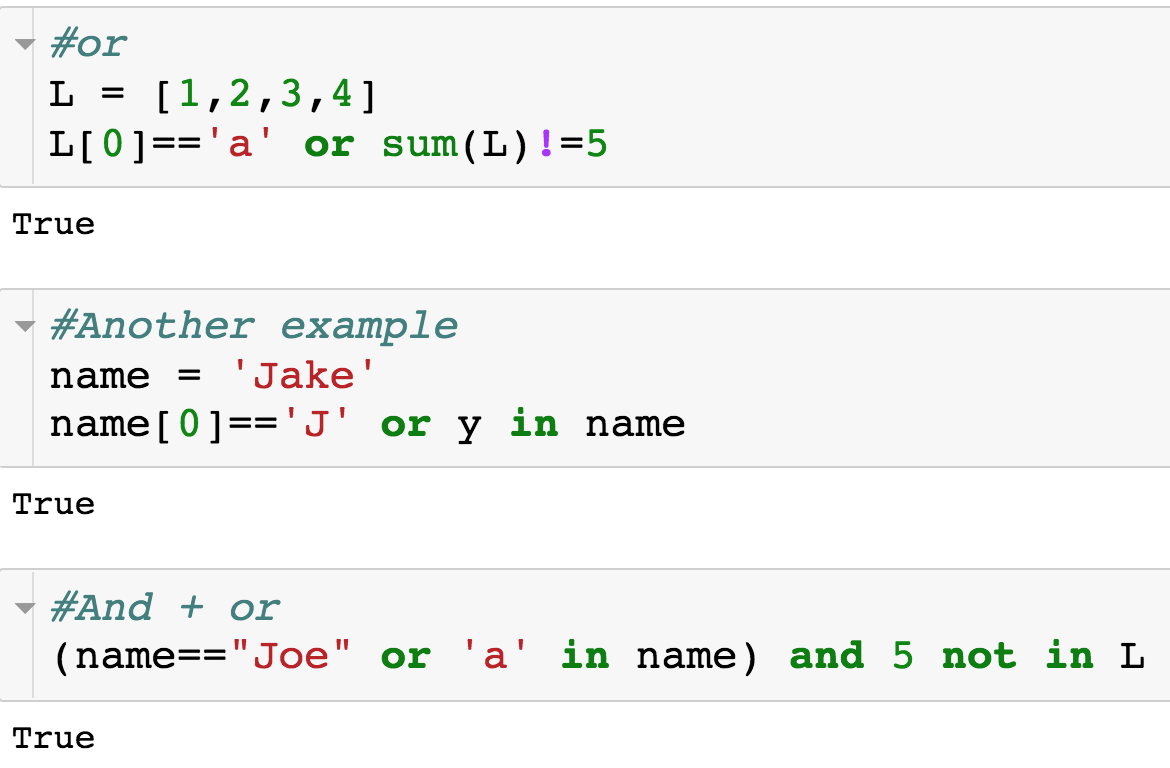 #or
L = [1,2,3,4]
L[0]=='a' or sum(L)!=5
True
#Another example
name = 'Jake'
name[0]=='J' or y in name
True
#And + or
(name=="Joe" or 'a' in name) and 5 not in L
True